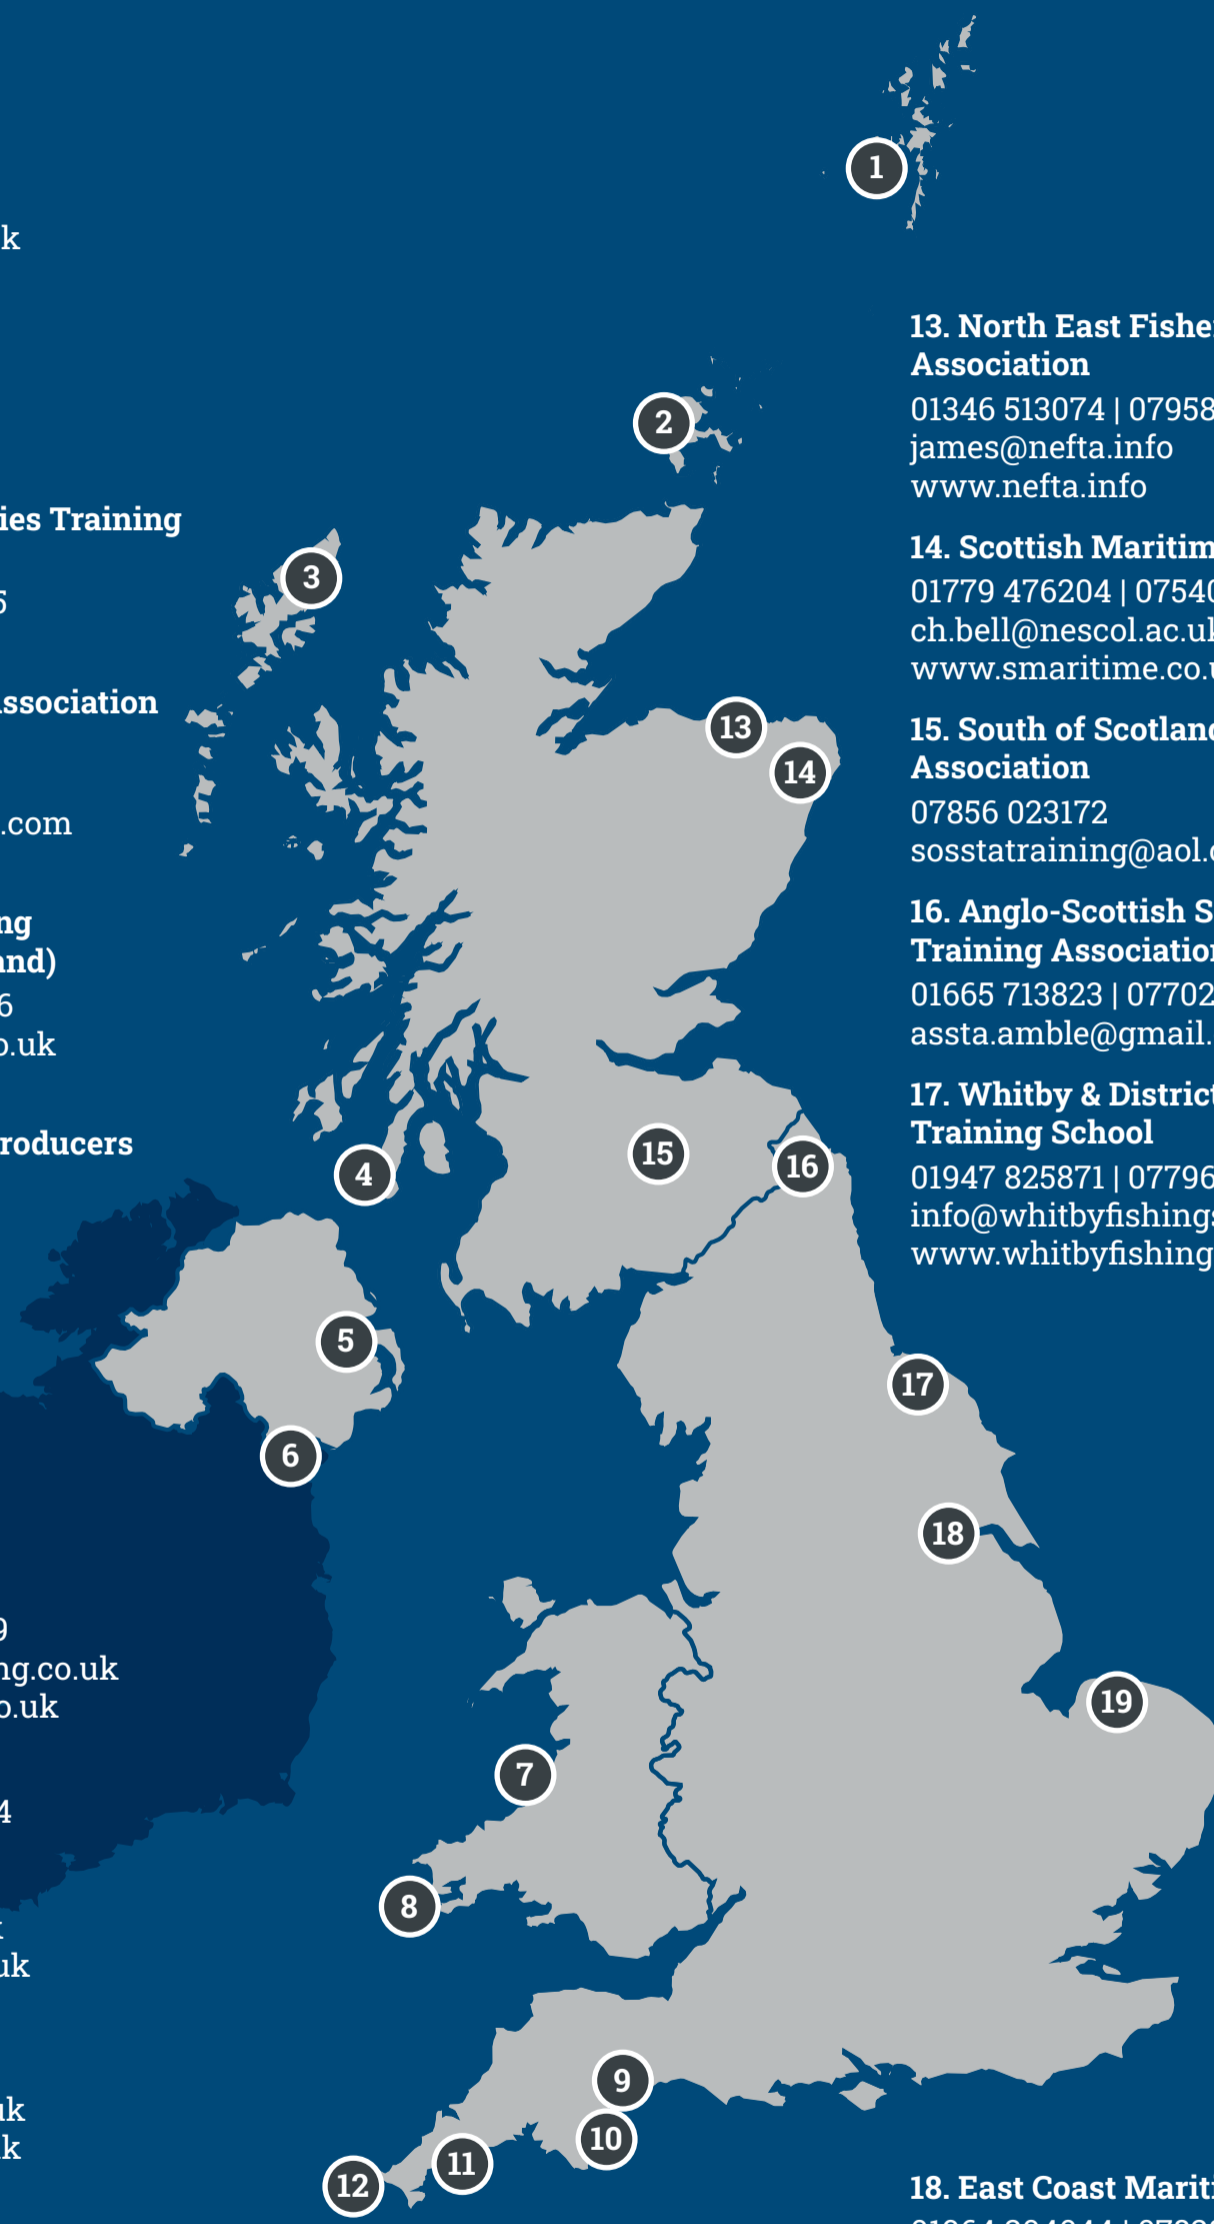 k
ies Training
5
ssociation
.com
ng
and)
6
o.uk
roducers
9
ng.co.uk
o.uk
4
uk
uk
k
1
2
3
13
14
15
16
4
5
6
17
18
19
7
8
9
10
11
12
13. North East Fishe
Association
01346 513074 | 07958
james@nefta.info
www.nefta.info
14. Scottish Maritim
01779 476204 | 07540
ch.bell@nescol.ac.uk
www.smaritime.co.u
15. South of Scotland
Association
07856 023172
sosstatraining@aol.c
16. Anglo-Scottish S
Training Association
01665 713823 | 07702
assta.amble@gmail.
17. Whitby & District
Training School
01947 825871 | 07796
info@whitbyfishings
www.whitbyfishing
18. East Coast Mariti